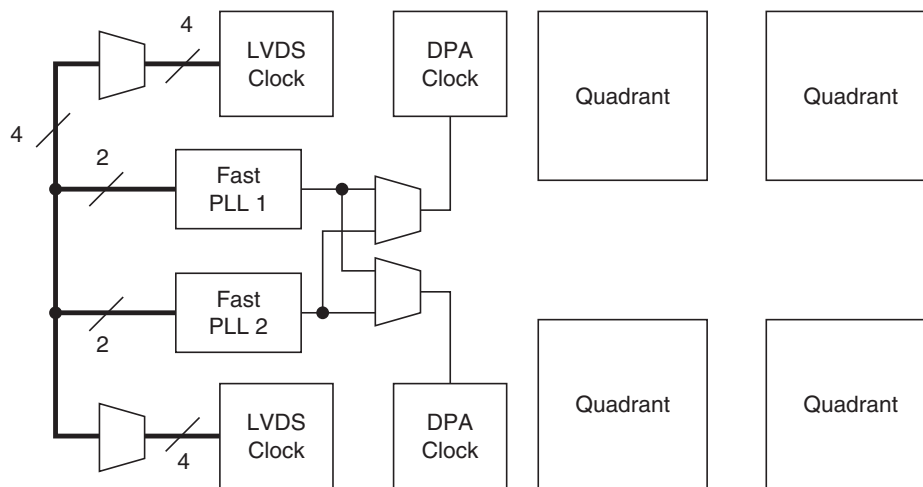 4
4
LVDS
Clock
DPA
Clock
Quadrant
Quadrant
4
2
Fast
PLL 1
Fast
PLL 2
2
LVDS
Clock
4
DPA
Clock
Quadrant
Quadrant